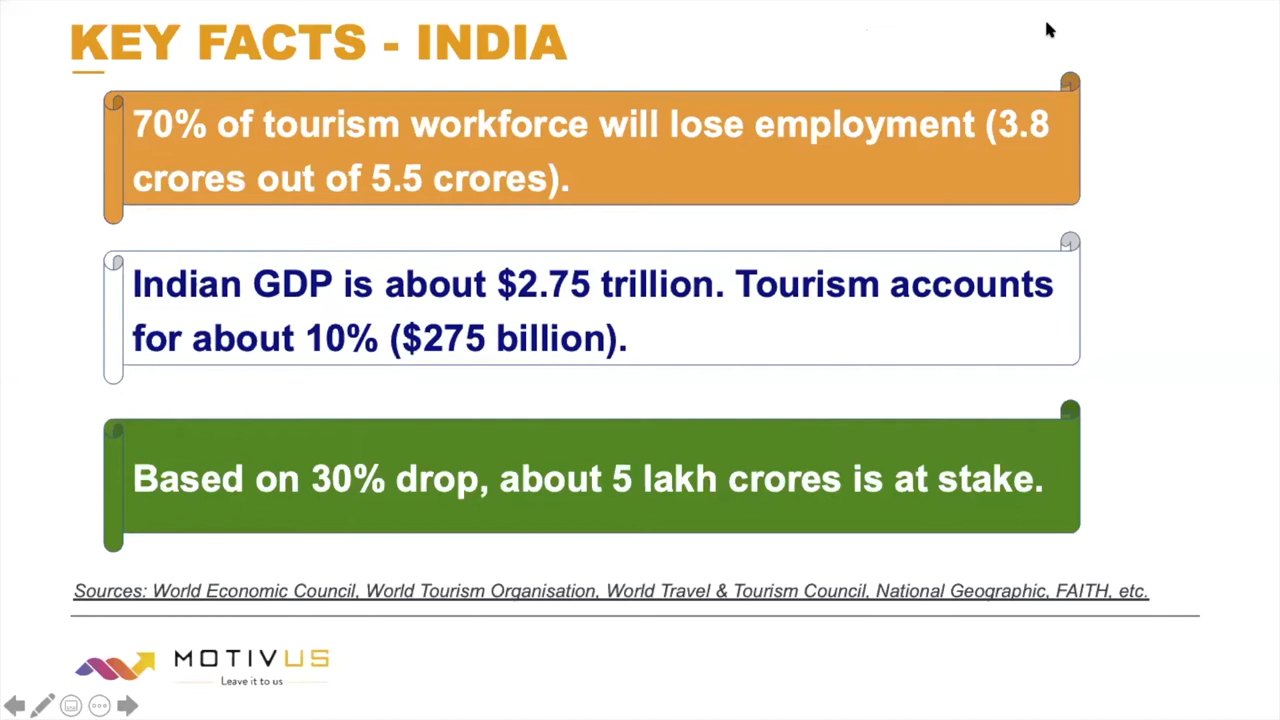 KEY FACTS - INDIA
70% of tourism workforce will lose employment (3.8
crores out of 5.5 crores).
Indian GDP is about $2.75 trillion. Tourism accounts
for about 10% ($275 billion).
Based on 30% drop, about 5 lakh crores is at stake.
Sources: World Economic Council, World Tourism Organisation, World Travel & Tourism Council, National Geographic, FAITH, etc.
MOTIVUS
Leave it to us